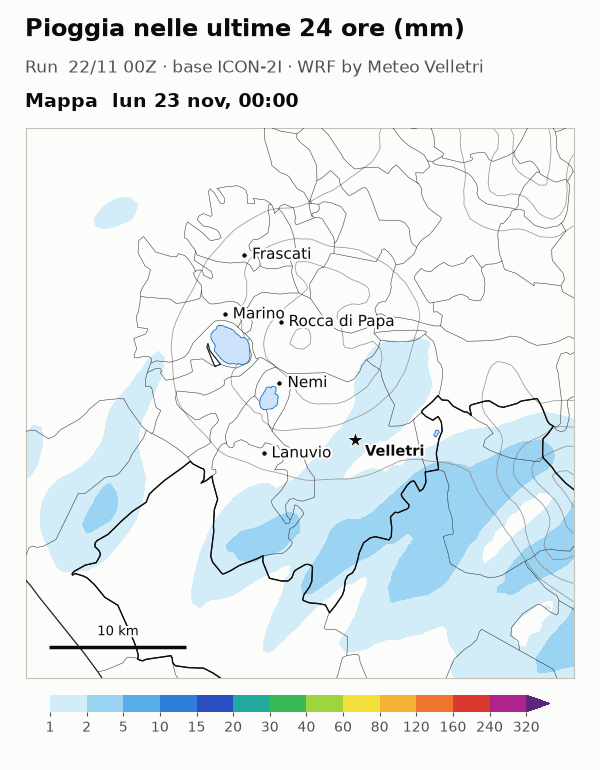 Pioggia nelle ultime 24 ore (mm)
Run  22/11 00Z · base ICON-2I · WRF by Meteo Velletri
Mappa  lun 23 nov, 00:00
Frascati
Marino
Rocca di Papa
Nemi
Velletri
Lanuvio
10 km
1 2 5 10 15 20 30 40 60 80 120 160 240 320